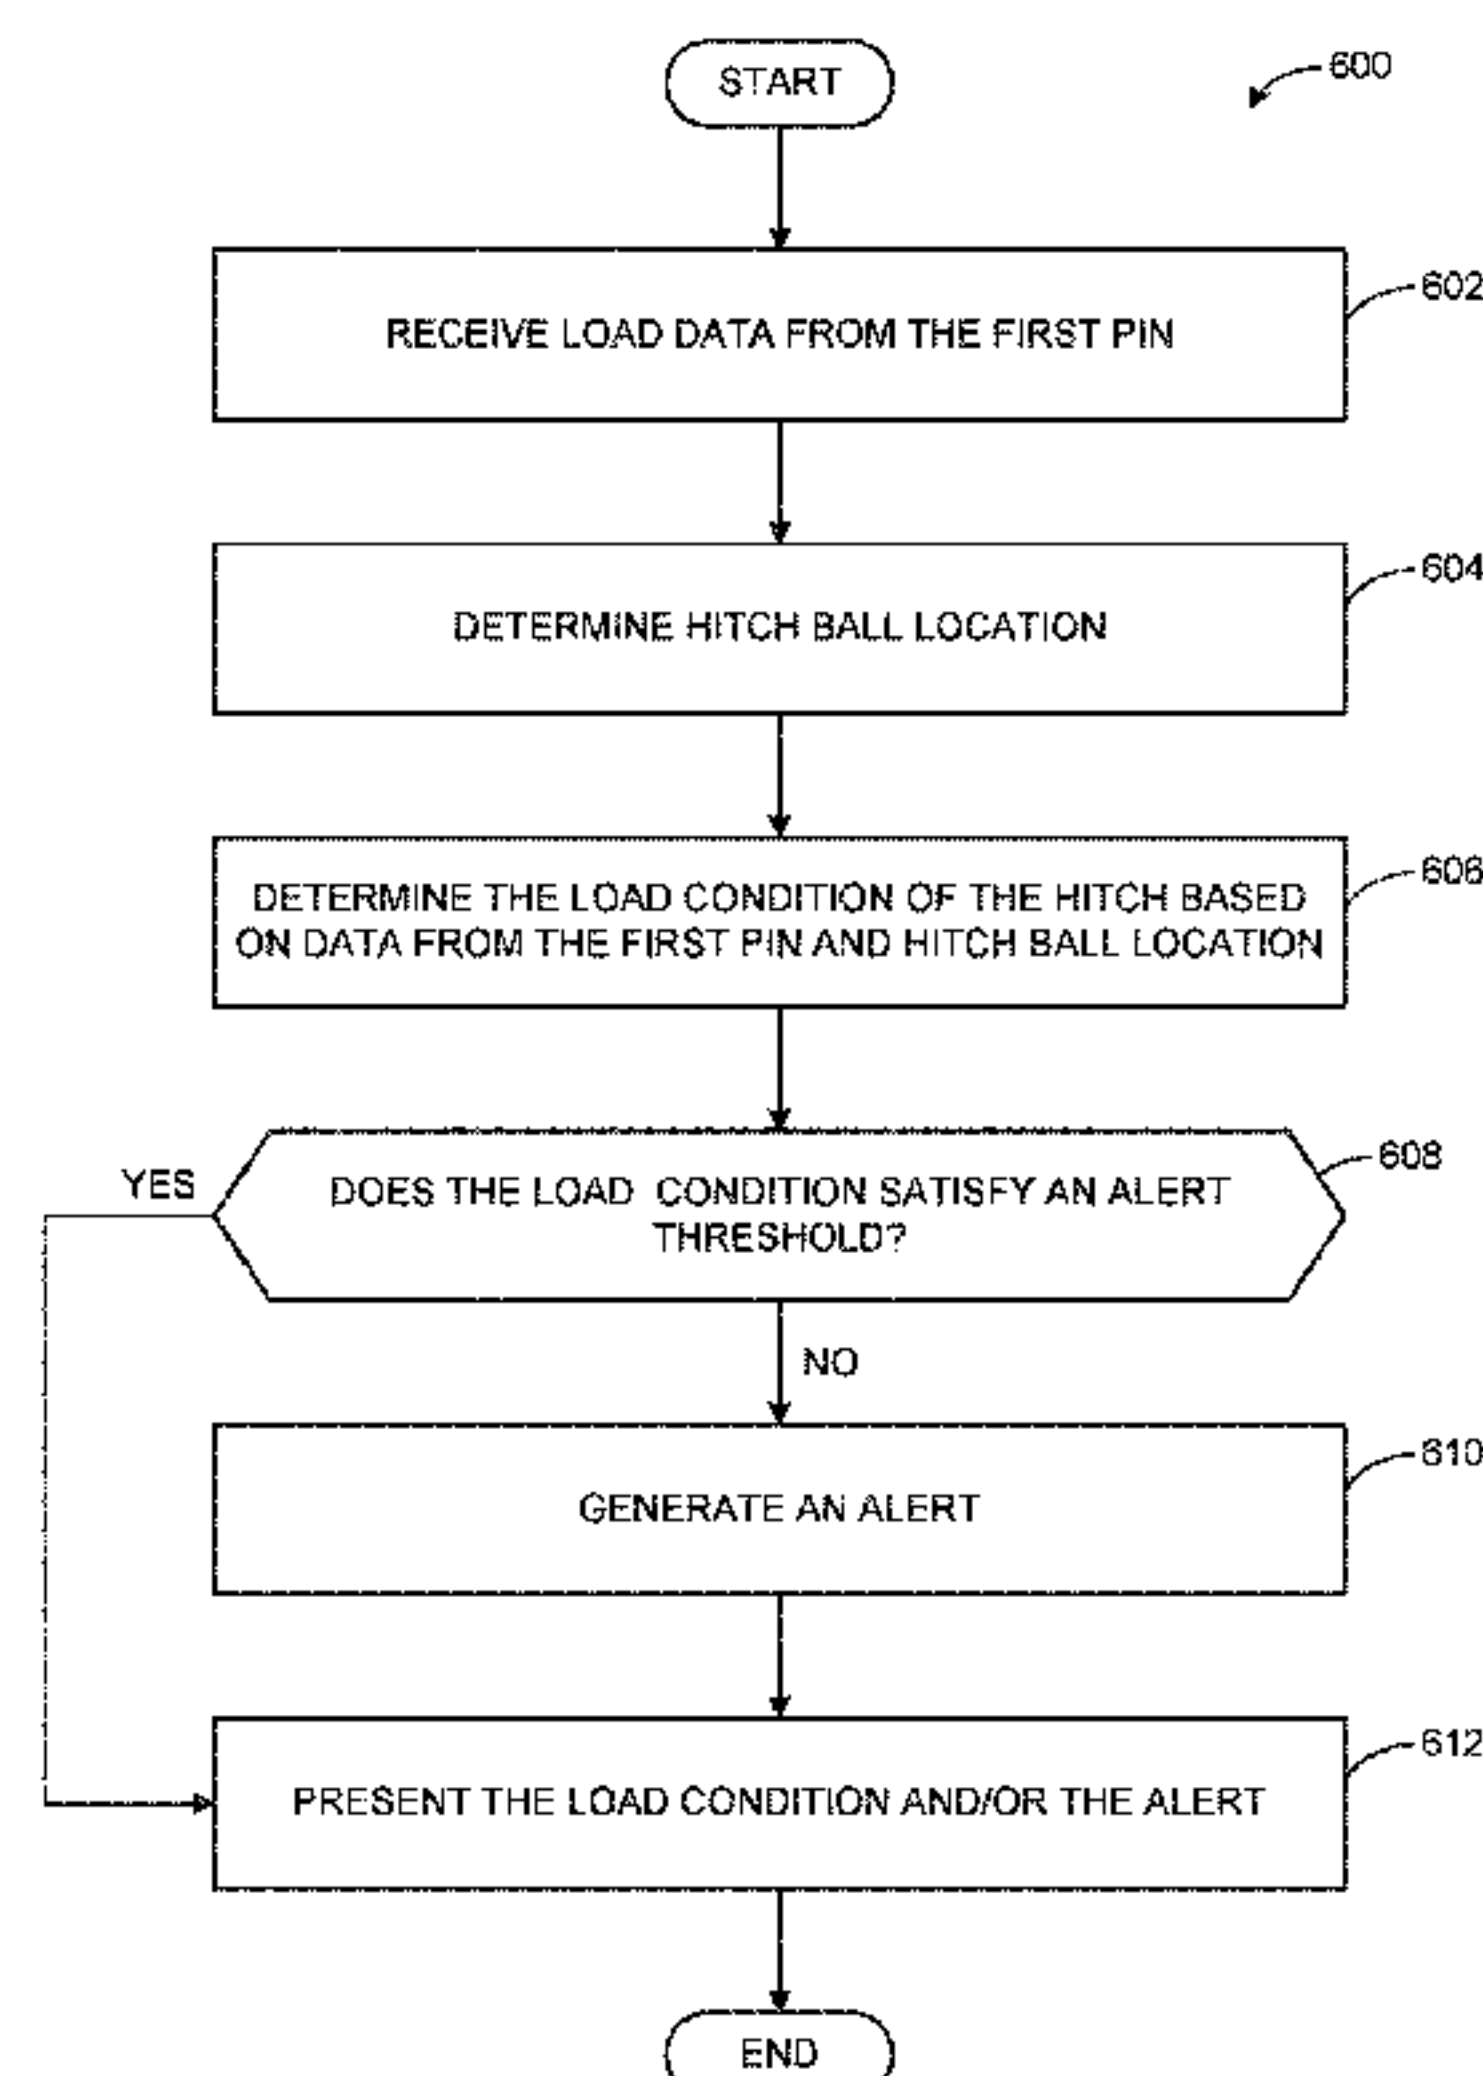 START
600
RECEIVE LOAD DATA FROM THE FIRST PIN
602
DETERMINE HITCH BALL LOCATION
604
DETERMINE THE LOAD CONDITION OF THE HITCH BASED
ON DATA FROM THE FIRST PIN AND HITCH BALL LOCATION
606
YES
DOES THE LOAD CONDITION SATISFY AN ALERT
THRESHOLD?
608
NO
GENERATE AN ALERT
610
PRESENT THE LOAD CONDITION AND/OR THE ALERT
612
END